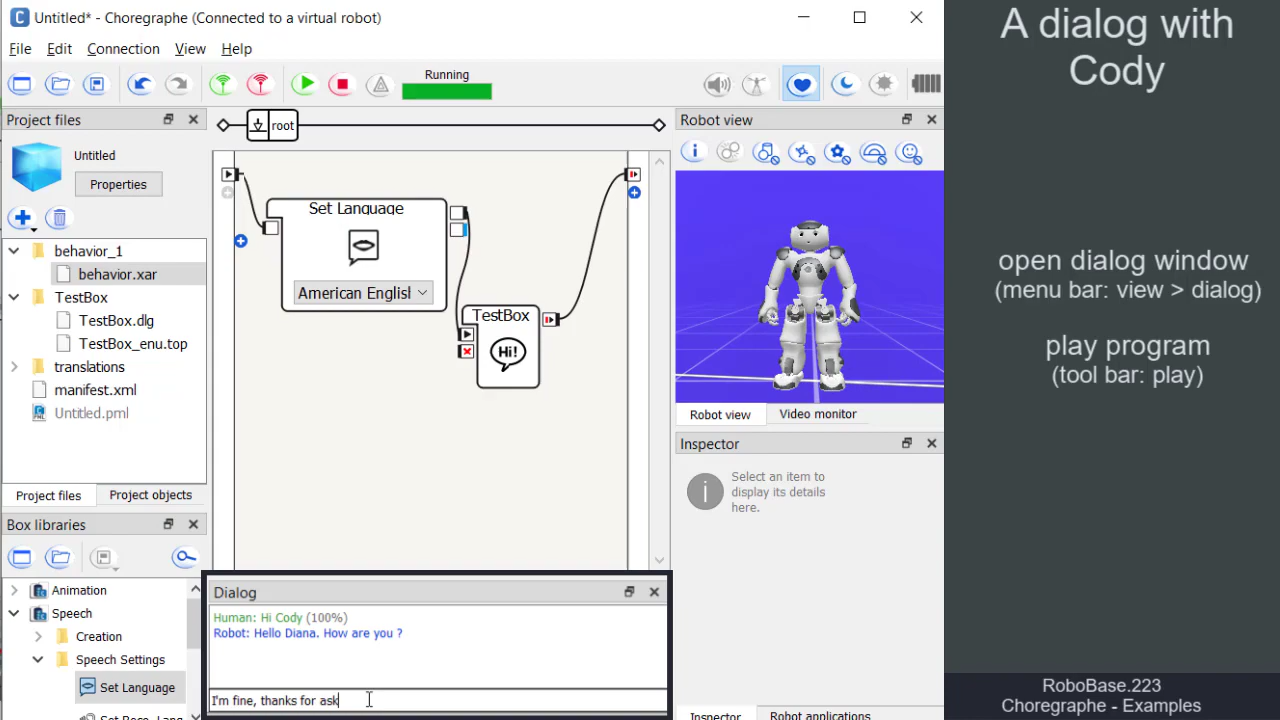 Untitled* - Choregraphe (Connected to a virtual robot)
File Edit Connection View Help
Running
Project files
Untitled
Properties
behavior_1
behavior.xar
TestBox
TestBox.dlg
TestBox_enu.top
translations
manifest.xml
Untitled.pml
Project files
Project objects
Box libraries
Animation
Speech
Creation
Speech Settings
Set Language
root
Set Language
American Englisl
TestBox
Hi!
Dialog
Human: Hi Cody (100%)
Robot: Hello Diana. How are you ?
I'm fine, thanks for ask
Robot view
Robot view
Video monitor
Inspector
Select an item to
display its details
here.
Inspector
Robot applications
A dialog with
Cody
open dialog window
(menu bar: view > dialog)
play program
(tool bar: play)
RoboBase.223
Choregraphe - Examples